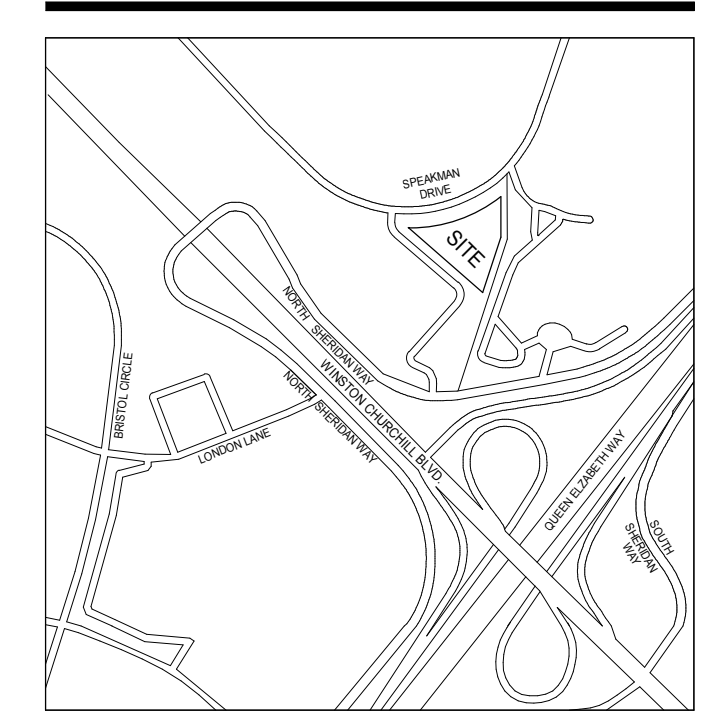 SPEAKMAN
DRIVE
SITE
NORTH SHERIDAN WAY
WINSTON CHURCHILL BLVD.
NORTH SHERIDAN WAY
BRISTOL CIRCLE
LONDON LANE
QUEEN ELZABETH WAY
SOUTH
SHERIDAN
WAY